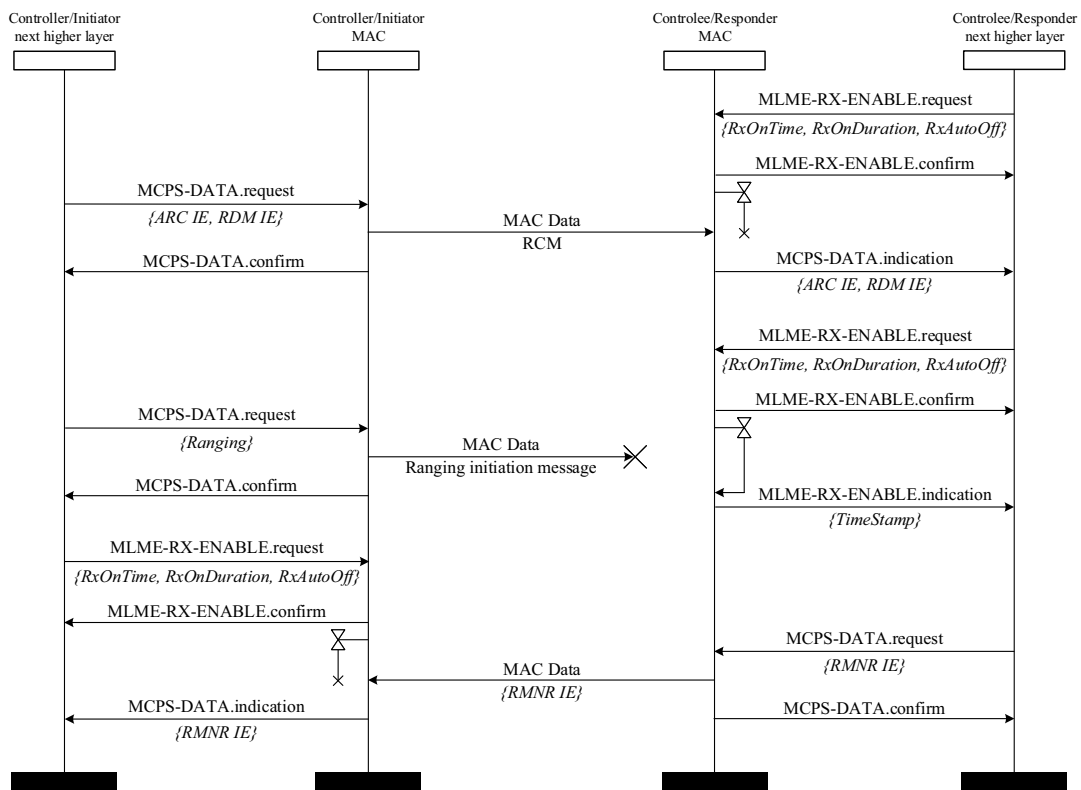 Controller/Initiator
next higher layer
Controller/Initiator
MAC
Controlee/Responder
MAC
Controlee/Responder
next higher layer
MLME-RX-ENABLE.request
{RxOnTime, RxOnDuration, RxAutoOff}
MLME-RX-ENABLE.confirm
MCPS-DATA.request
{ARC IE, RDM IE}
MAC Data
RCM
MCPS-DATA.confirm
MCPS-DATA.indication
{ARC IE, RDM IE}
MLME-RX-ENABLE.request
{RxOnTime, RxOnDuration, RxAutoOff}
MLME-RX-ENABLE.confirm
MCPS-DATA.request
{Ranging}
MAC Data
Ranging initiation message
MCPS-DATA.confirm
MLME-RX-ENABLE.indication
{TimeStamp}
MLME-RX-ENABLE.request
{RxOnTime, RxOnDuration, RxAutoOff}
MLME-RX-ENABLE.confirm
MCPS-DATA.request
{RMNR IE}
MAC Data
{RMNR IE}
MCPS-DATA.indication
{RMNR IE}
MCPS-DATA.confirm